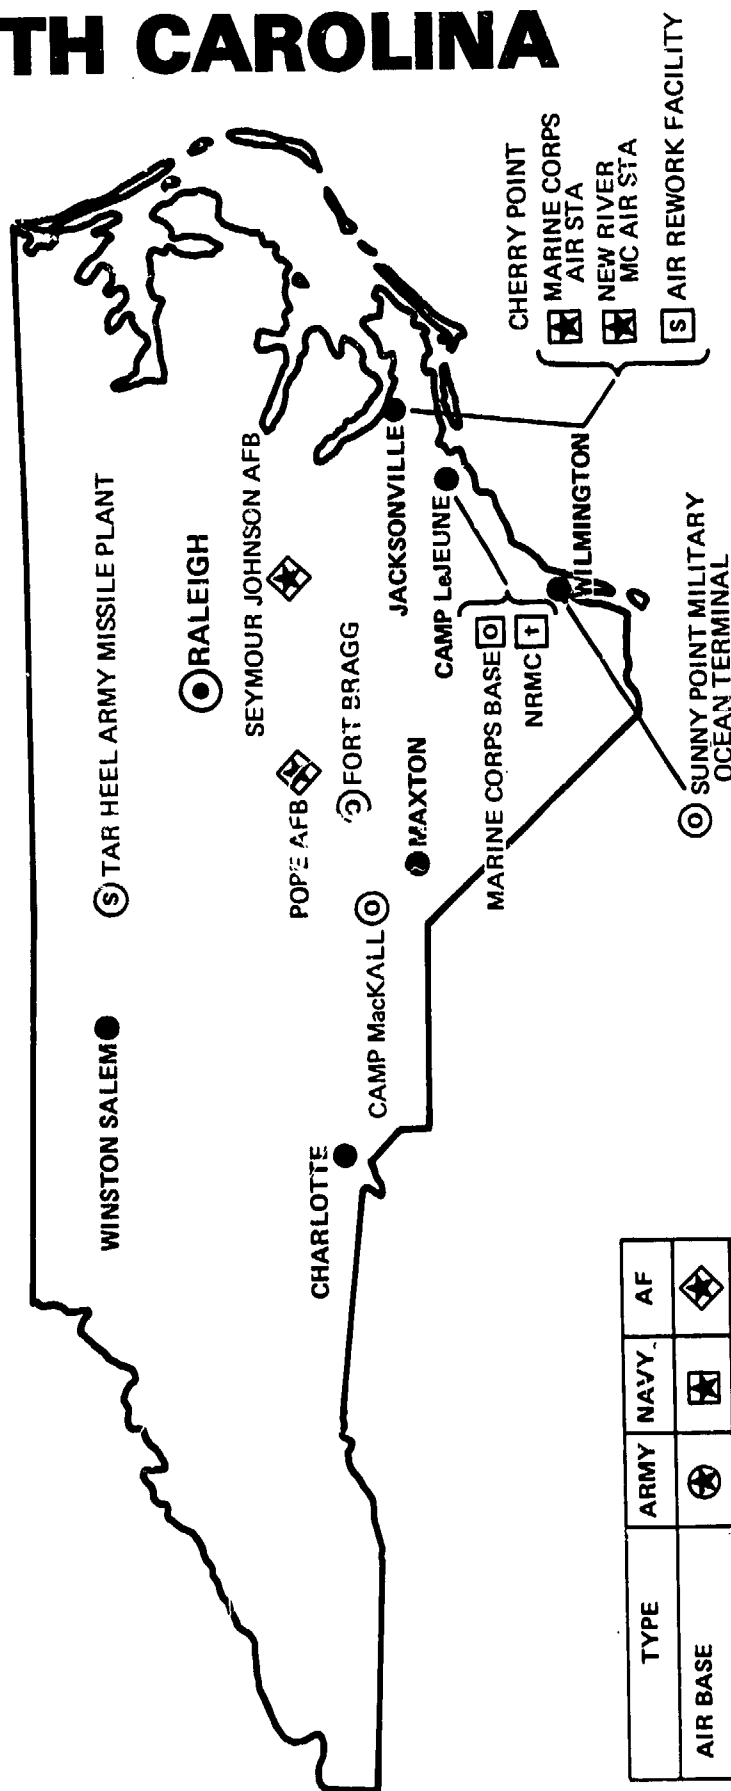 TH CAROLINA
WINSTON SALEM
S TAR HEEL ARMY MISSILE PLANT
RALEIGH
SEYMOUR JOHNSON AFB
POPE AFB
FORT BRAGG
CHARLOTTE
CAMP MacKALL O
MAXTON
JACKSONVILLE
CAMP LeJEUNE
MARINE CORPS BASE O
NRMC t
WILMINGTON
CHERRY POINT
MARINE CORPS
AIR STA
NEW RIVER
MC AIR STA
S AIR REWORK FACILITY
O SUNNY POINT MILITARY
OCEAN TERMINAL
TYPE ARMY NAVY AF
AIR BASE